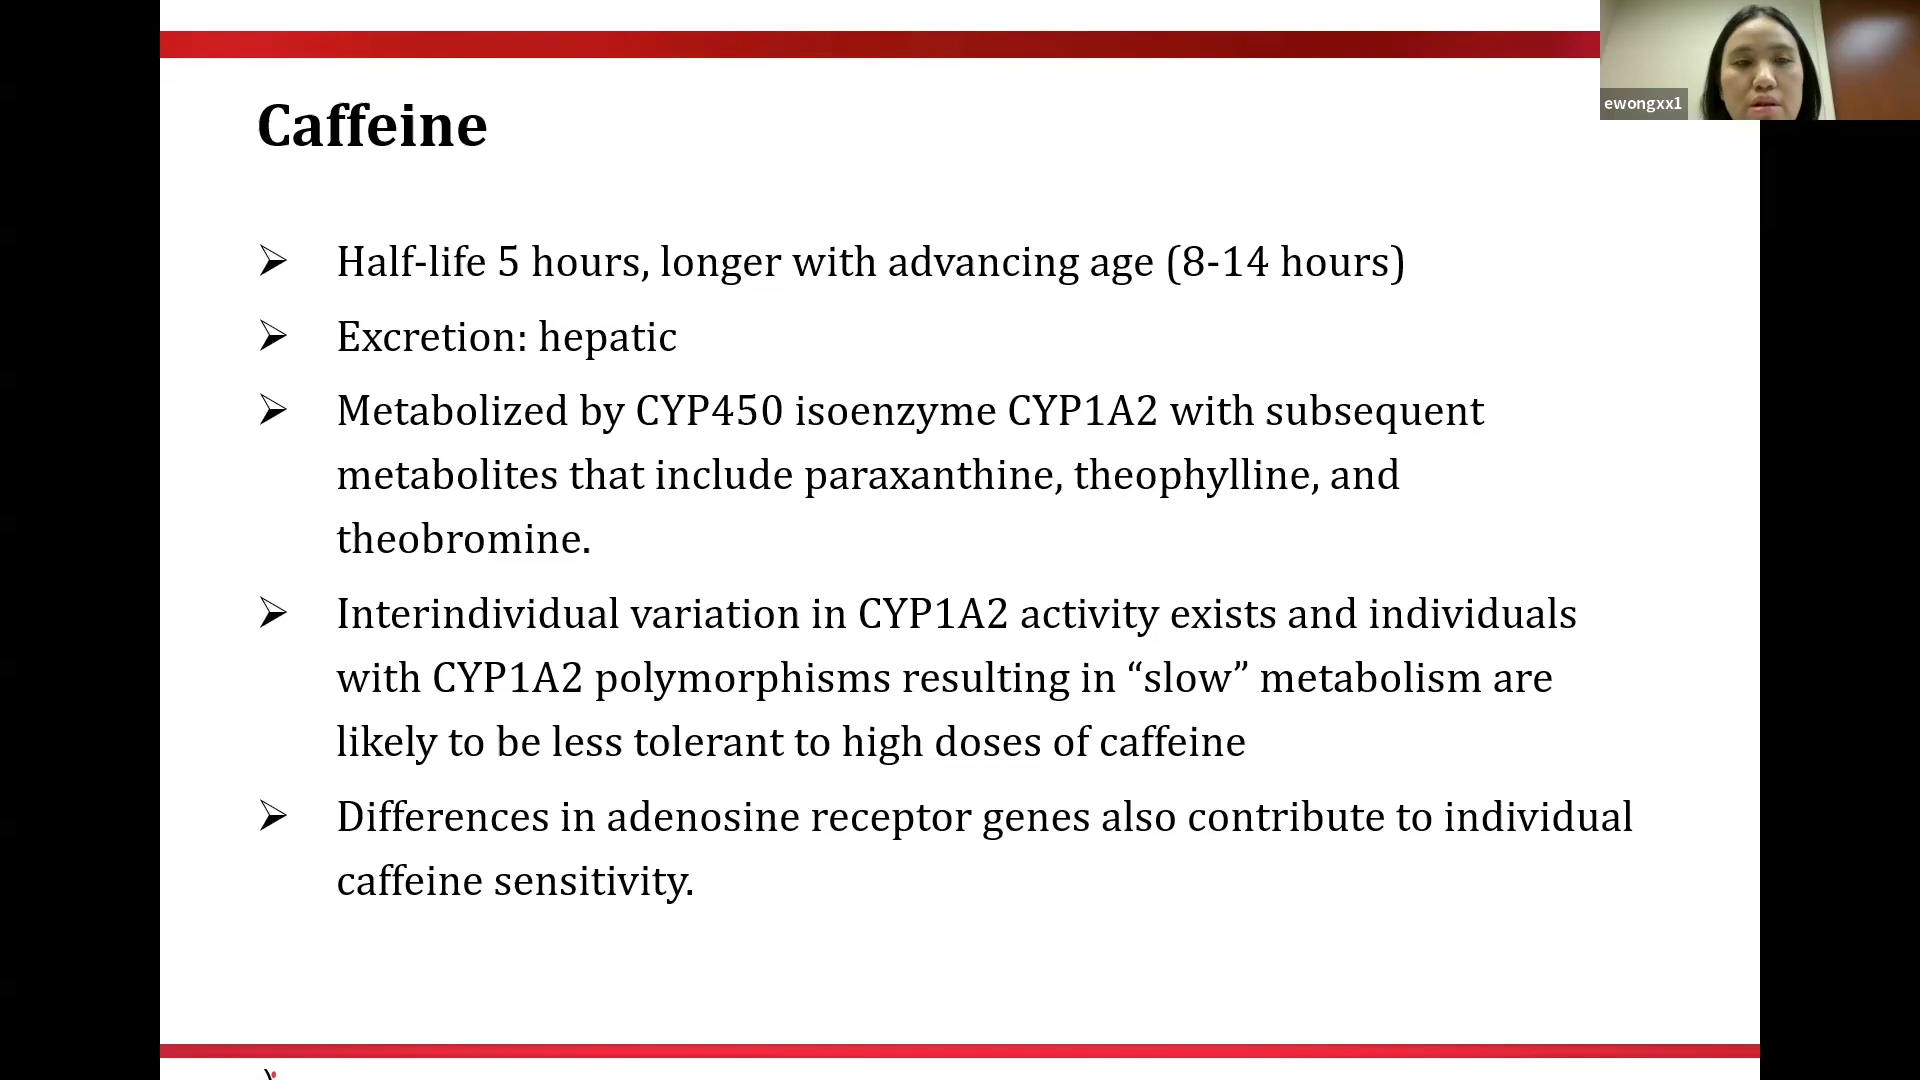 ewongxx1
Caffeine
Half-life 5 hours, longer with advancing age (8-14 hours)
Excretion: hepatic
Metabolized by CYP450 isoenzyme CYP1A2 with subsequent
metabolites that include paraxanthine, theophylline, and
theobromine.
Interindividual variation in CYP1A2 activity exists and individuals
with CYP1A2 polymorphisms resulting in “slow” metabolism are
likely to be less tolerant to high doses of caffeine
Differences in adenosine receptor genes also contribute to individual
caffeine sensitivity.